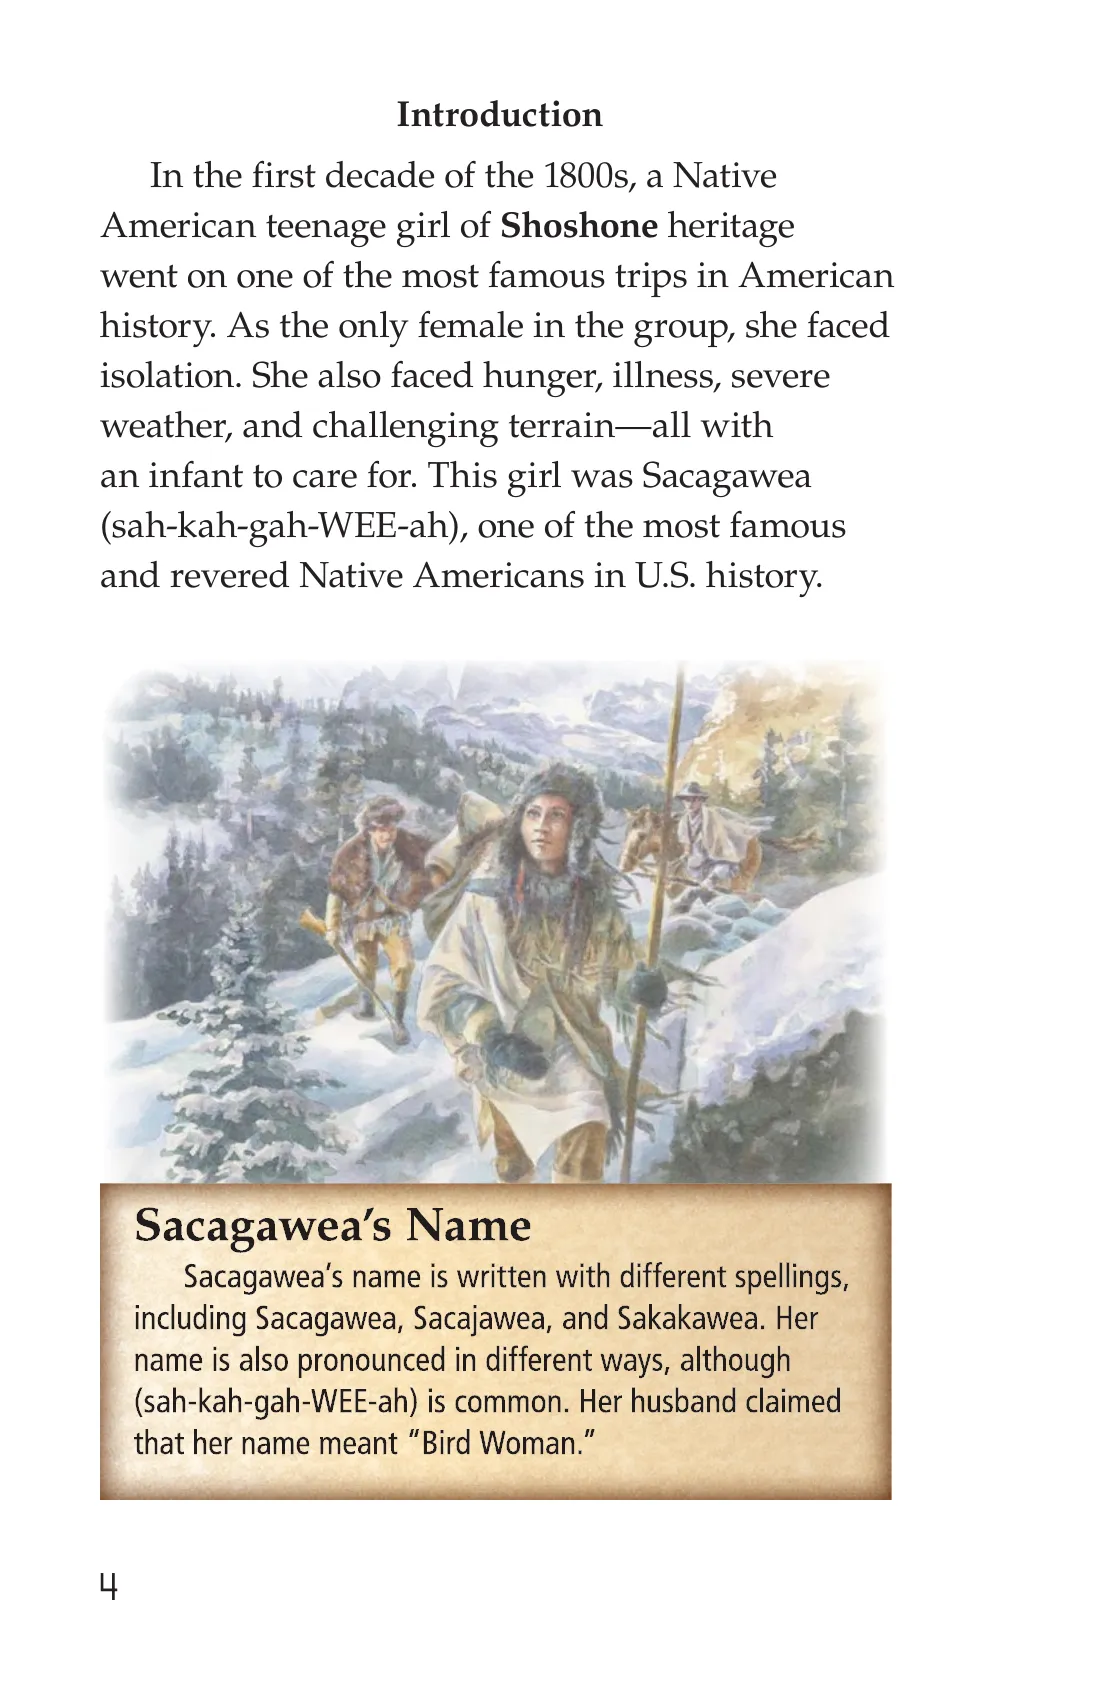 Introduction
In the first decade of the 1800s, a Native
American teenage girl of Shoshone heritage
went on one of the most famous trips in American
history. As the only female in the group, she faced
isolation. She also faced hunger, illness, severe
weather, and challenging terrain—all with
an infant to care for. This girl was Sacagawea
(sah-kah-gah-WEE-ah), one of the most famous
and revered Native Americans in U.S. history.
Sacagawea’s Name
Sacagawea’s name is written with different spellings,
including Sacagawea, Sacajawea, and Sakakawea. Her
name is also pronounced in different ways, although
(sah-kah-gah-WEE-ah) is common. Her husband claimed
that her name meant “Bird Woman.”
4